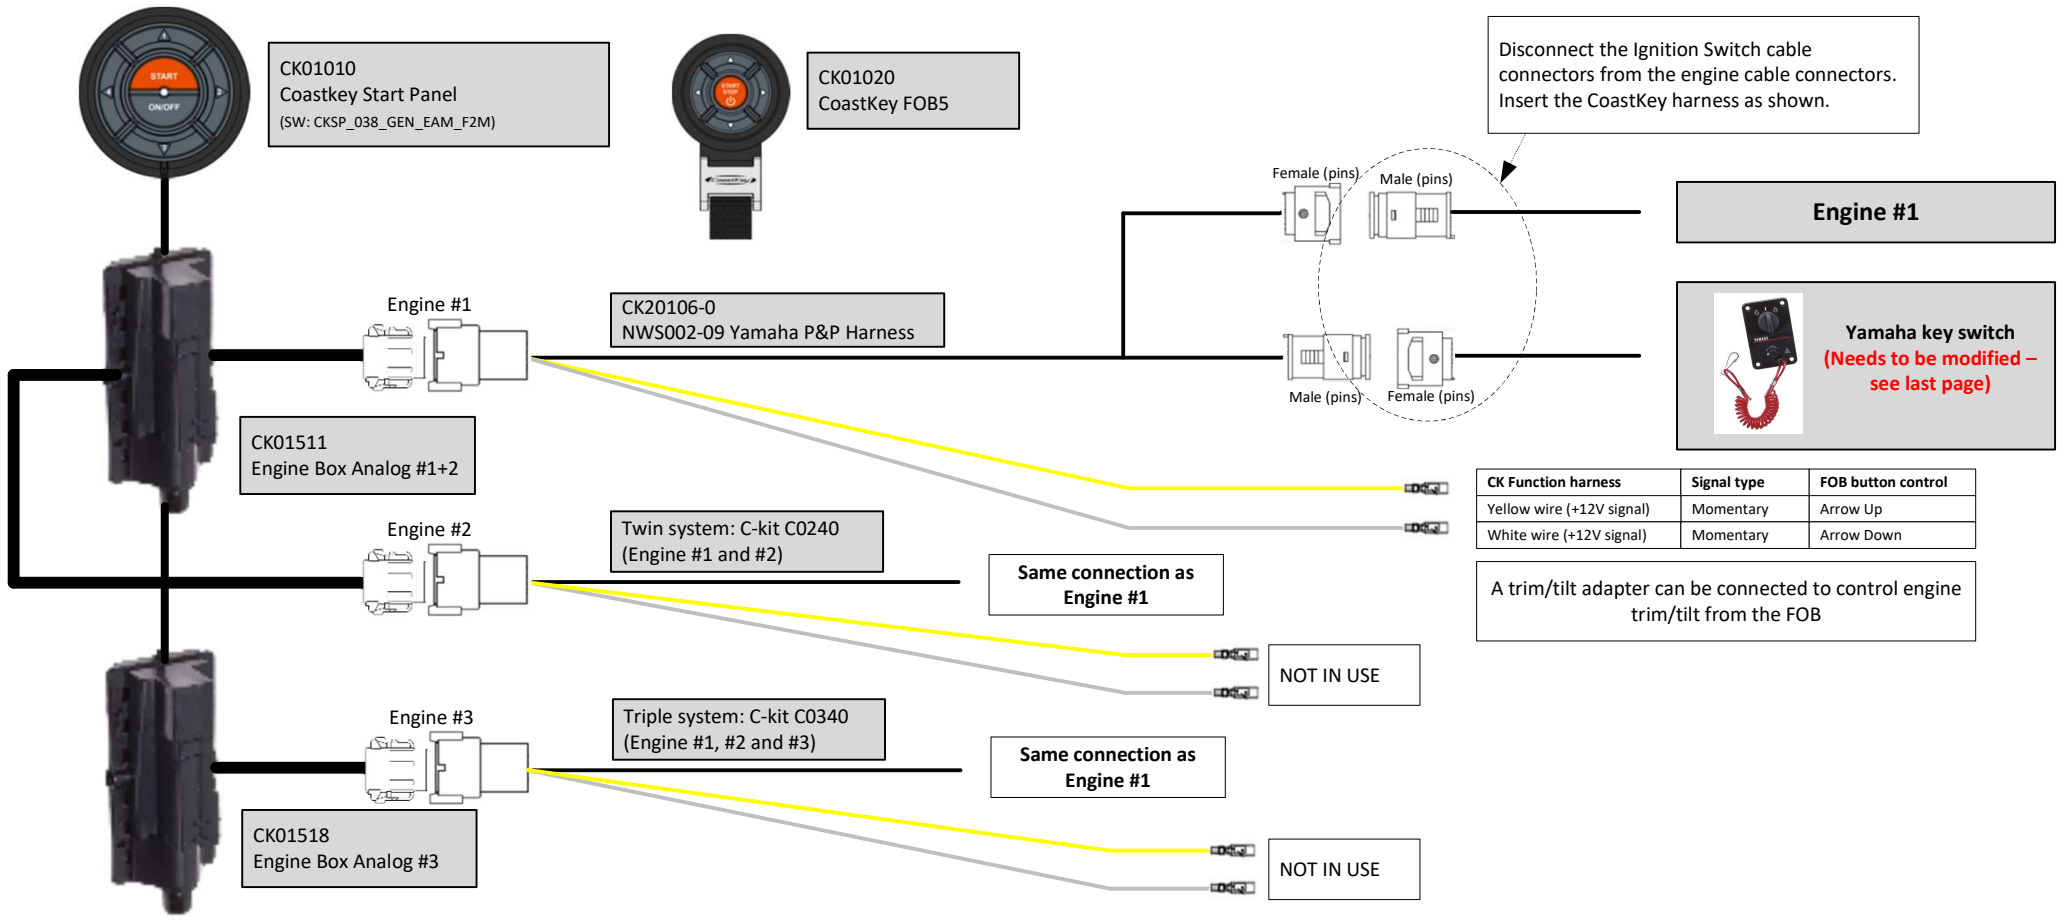 CK01010
Coastkey Start Panel
(SW: CKSP_038_GEN_EAM_F2M)
1
START
ON/OFF
3
START
STOP
CK01020
CoastKey FOB5
Disconnect the Ignition Switch cable
connectors from the engine cable connectors.
Insert the CoastKey harness as shown.
Female (pins)
Male (pins)
Engine #1
Engine #1
CK20106-0
NWS002-09 Yamaha P&P Harness
Yamaha key switch
(Needs to be modified –
see last page)
Male (pins)
Female (pins)
CK01511
Engine Box Analog #1+2
CK Function harness Signal type FOB button control
Yellow wire (+12V signal) Momentary Arrow Up
White wire (+12V signal) Momentary Arrow Down
Engine #2
Twin system: C-kit C0240
(Engine #1 and #2)
Same connection as
Engine #1
A trim/tilt adapter can be connected to control engine
trim/tilt from the FOB
NOT IN USE
Engine #3
Triple system: C-kit C0340
(Engine #1, #2 and #3)
Same connection as
Engine #1
CK01518
Engine Box Analog #3
NOT IN USE